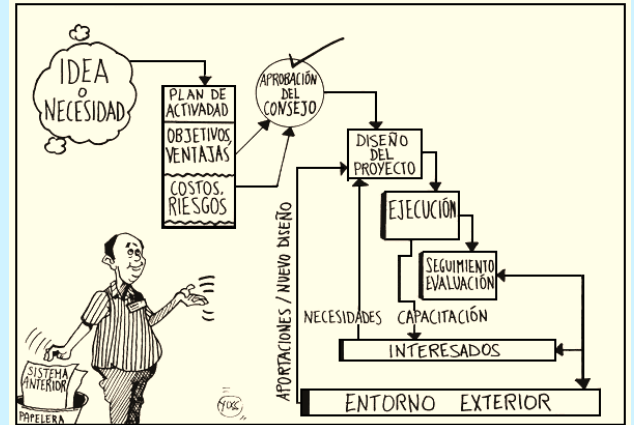 IDEA
O
NECESIDAD
PLAN DE
ACTIVADAD
OBJETIVOS,
VENTAJAS
COSTOS.
RIESGOS
APROBACIÓN
DEL
CONSEJO
DISEÑO
DEL
PROYECTO
EJECUCIÓN
SEGUIMIENTO
EVALUACIÓN
APORTACIONES / NUEVO DISEÑO
NECESIDADES CAPACITACIÓN
INTERESADOS
ENTORNO EXTERIOR
SISTEMA
ANTERIOR
PAPELERA